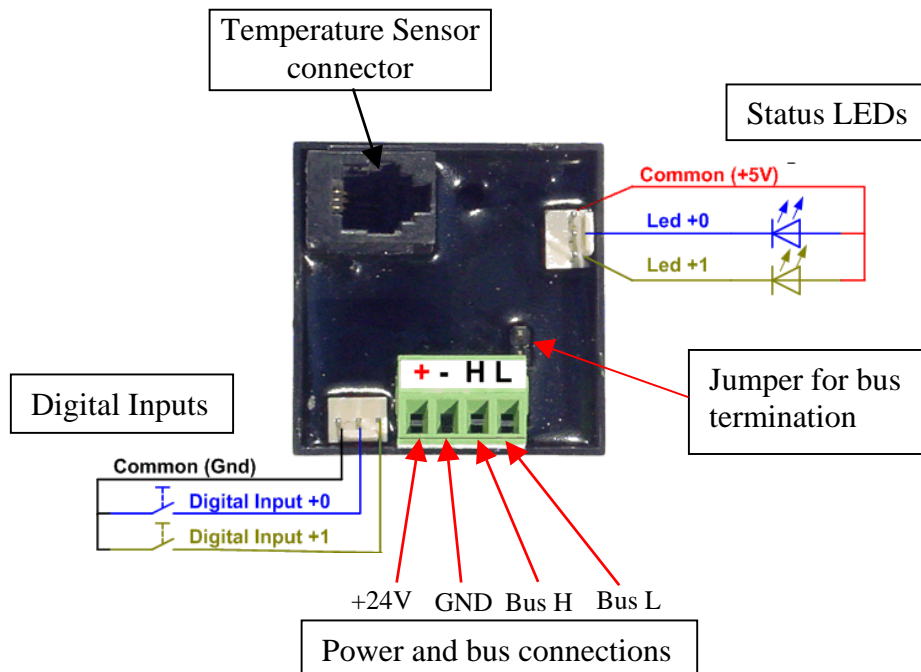 Temperature Sensor
connector
Status LEDs
Common (+5V)
Led +0
Led +1
+ - H L
Jumper for bus
termination
Digital Inputs
Common (Gnd)
Digital Input +0
Digital Input +1
+24V GND Bus H Bus L
Power and bus connections